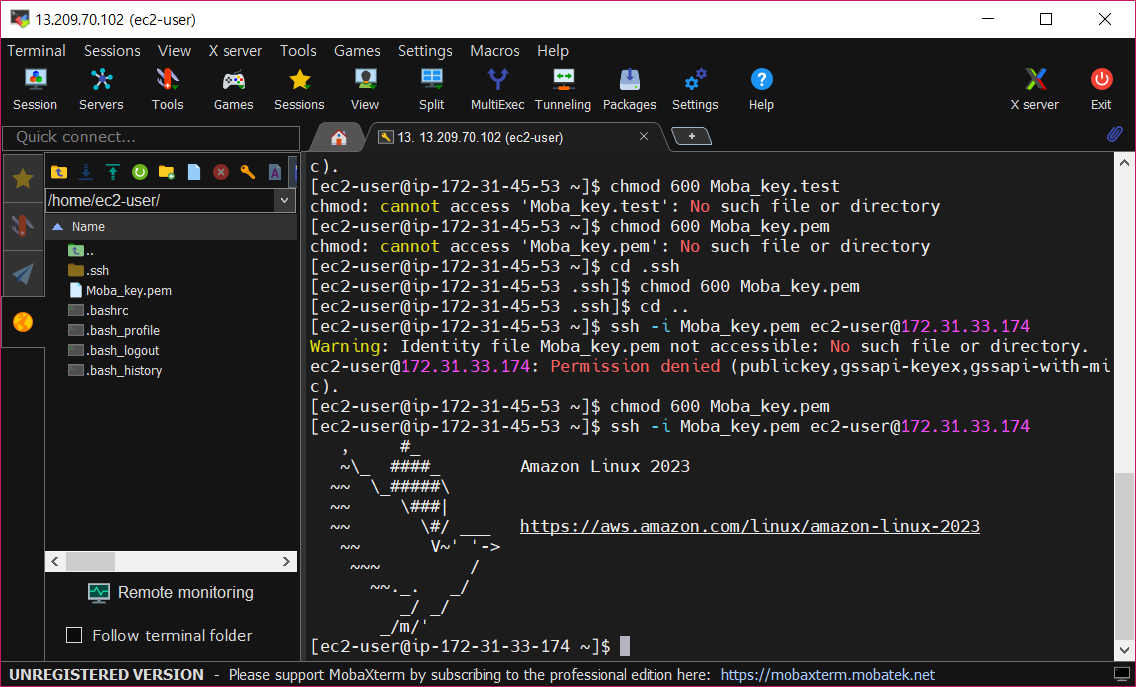 13.209.70.102 (ec2-user)
Terminal Sessions View X server Tools Games Settings Macros Help
Session Servers Tools Games Sessions View Split MultiExec Tunneling Packages Settings Help X server Exit
Quick connect...
13. 13.209.70.102 (ec2-user)
/home/ec2-user/
Name
..
.ssh
Moba_key.pem
.bashrc
.bash_profile
.bash_logout
.bash_history
Remote monitoring
Follow terminal folder
c).
[ec2-user@ip-172-31-45-53 ~]$ chmod 600 Moba_key.test
chmod: cannot access 'Moba_key.test': No such file or directory
[ec2-user@ip-172-31-45-53 ~]$ chmod 600 Moba_key.pem
chmod: cannot access 'Moba_key.pem': No such file or directory
[ec2-user@ip-172-31-45-53 ~]$ cd .ssh
[ec2-user@ip-172-31-45-53 .ssh]$ chmod 600 Moba_key.pem
[ec2-user@ip-172-31-45-53 .ssh]$ cd ..
[ec2-user@ip-172-31-45-53 ~]$ ssh -i Moba_key.pem ec2-user@172.31.33.174
Warning: Identity file Moba_key.pem not accessible: No such file or directory.
ec2-user@172.31.33.174: Permission denied (publickey,gssapi-keyex,gssapi-with-mi
c).
[ec2-user@ip-172-31-45-53 ~]$ chmod 600 Moba_key.pem
[ec2-user@ip-172-31-45-53 ~]$ ssh -i Moba_key.pem ec2-user@172.31.33.174
   ,     #_
   ~\_  ####_        Amazon Linux 2023
  ~~  \_#####\
  ~~     \###|
  ~~       \#/ ___   https://aws.amazon.com/linux/amazon-linux-2023
   ~~       V~' '->
    ~~~         /
      ~~._.   _/
         _/ _/
       _/m/'
[ec2-user@ip-172-31-33-174 ~]$
UNREGISTERED VERSION - Please support MobaXterm by subscribing to the professional edition here: https://mobaxterm.mobatek.net